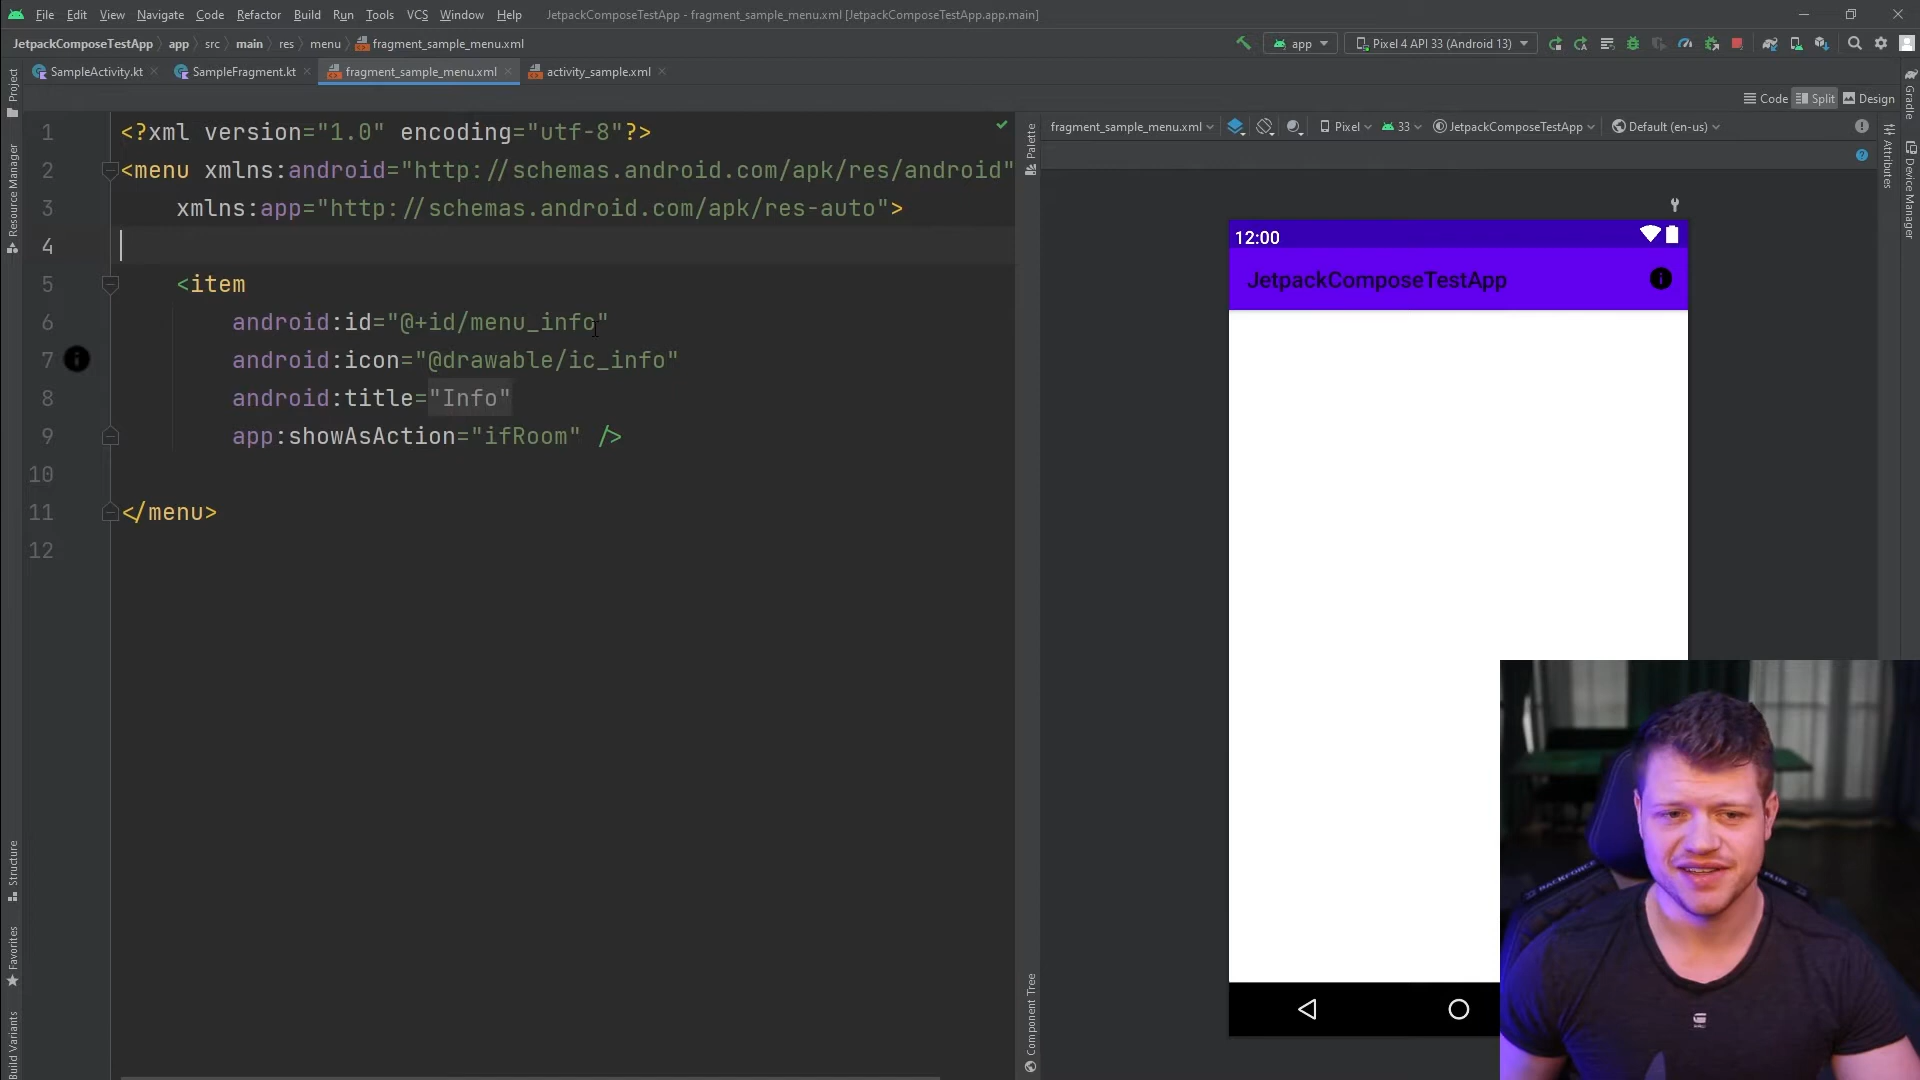 File Edit View Navigate Code Refactor Build Run Tools VCS Window Help JetpackComposeTestApp - fragment_sample_menu.xml [JetpackComposeTestApp.app.main]
JetpackComposeTestApp app src main res menu fragment_sample_menu.xml app Pixel 4 API 33 (Android 13)
SampleActivity.kt SampleFragment.kt fragment_sample_menu.xml activity_sample.xml
Code Split Design
fragment_sample_menu.xml Pixel 33 JetpackComposeTestApp Default (en-us)
1 <?xml version="1.0" encoding="utf-8"?>
2 <menu xmlns:android="http://schemas.android.com/apk/res/android"
3 xmlns:app="http://schemas.android.com/apk/res-auto">
4
5 <item
6 android:id="@+id/menu_info"
7 android:icon="@drawable/ic_info"
8 android:title="Info"
9 app:showAsAction="ifRoom" />
10
11 </menu>
12
Project
Resource Manager
Structure
Favorites
Build Variants
Palette
Component Tree
12:00
JetpackComposeTestApp
Attributes
Gradle
Device Manager
BACKFORCE
PLUS